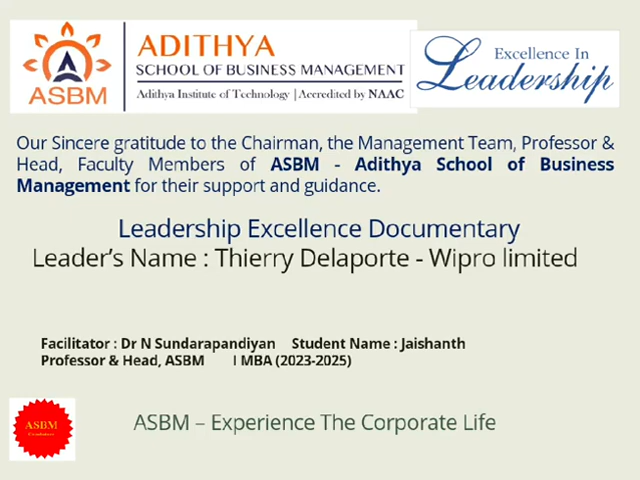 ADITHYA
SCHOOL OF BUSINESS MANAGEMENT
ASBM
Adithya Institute of Technology | Accredited by NAAC
Excellence In
Leadership
Our Sincere gratitude to the Chairman, the Management Team, Professor &
Head, Faculty Members of ASBM - Adithya School of Business
Management for their support and guidance.
Leadership Excellence Documentary
Leader's Name : Thierry Delaporte - Wipro limited
Facilitator : Dr N Sundarapandiyan Student Name : Jaishanth
Professor & Head, ASBM I MBA (2023-2025)
ASBM
ASBM – Experience The Corporate Life